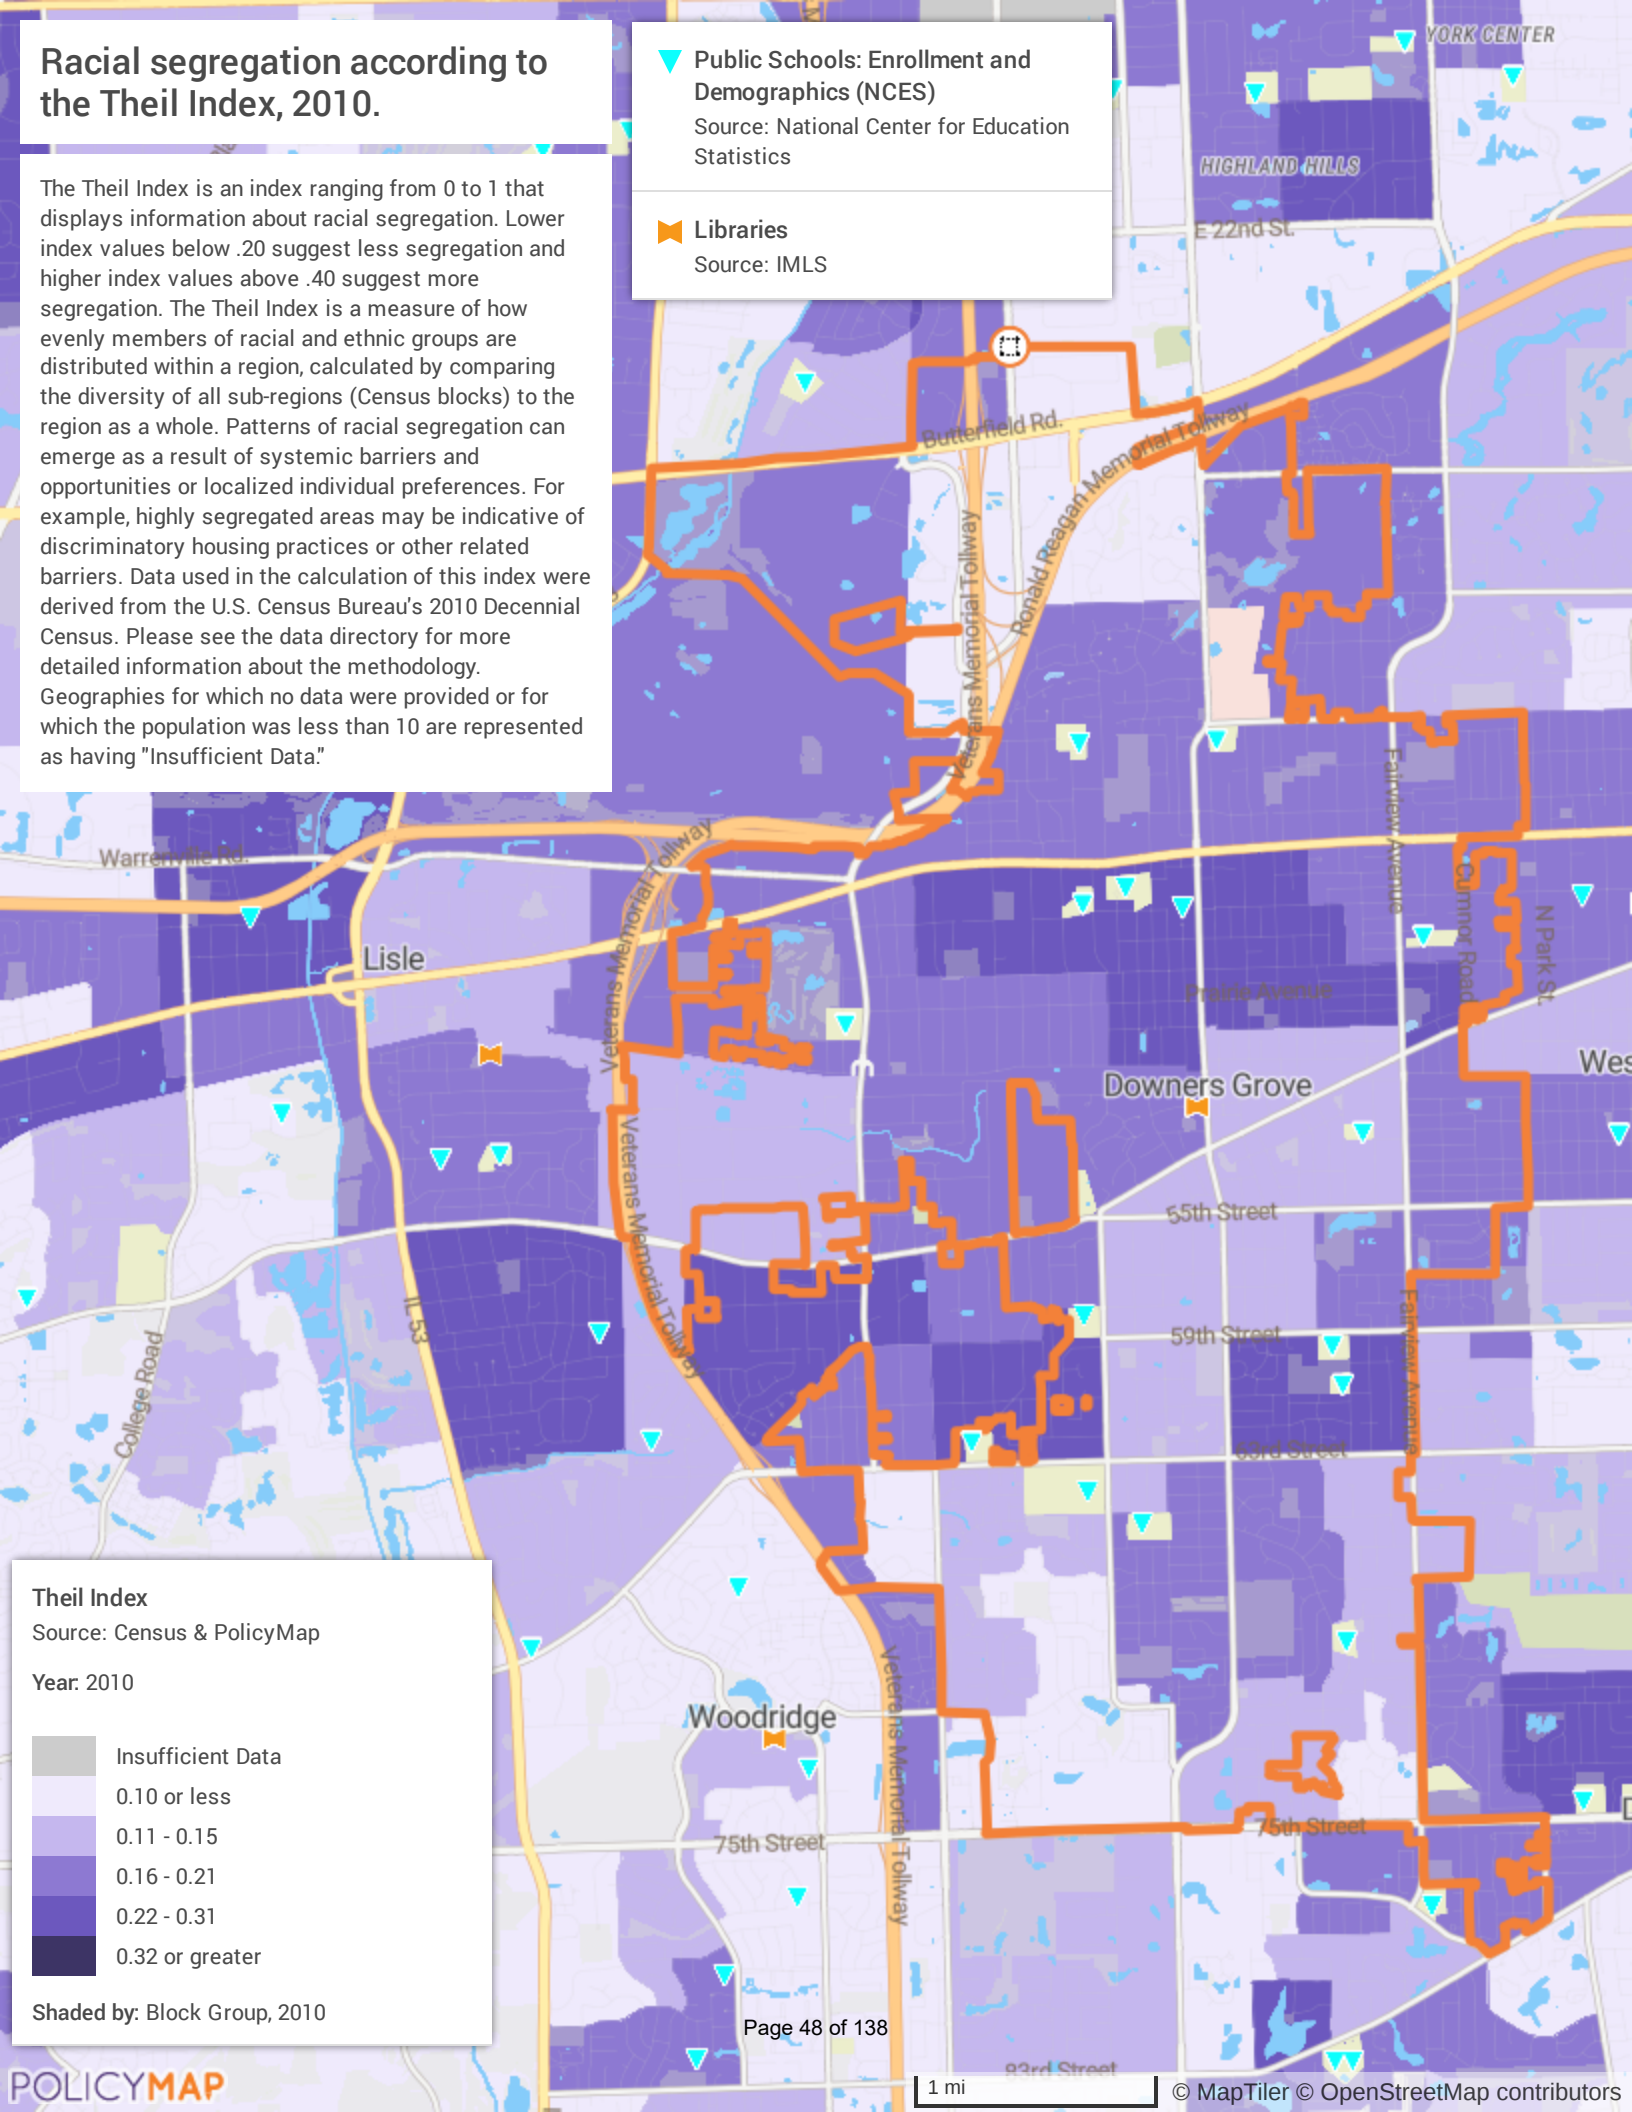 Racial segregation according to
the Theil Index, 2010.
The Theil Index is an index ranging from 0 to 1 that
displays information about racial segregation. Lower
index values below .20 suggest less segregation and
higher index values above .40 suggest more
segregation. The Theil Index is a measure of how
evenly members of racial and ethnic groups are
distributed within a region, calculated by comparing
the diversity of all sub-regions (Census blocks) to the
region as a whole. Patterns of racial segregation can
emerge as a result of systemic barriers and
opportunities or localized individual preferences. For
example, highly segregated areas may be indicative of
discriminatory housing practices or other related
barriers. Data used in the calculation of this index were
derived from the U.S. Census Bureau's 2010 Decennial
Census. Please see the data directory for more
detailed information about the methodology.
Geographies for which no data were provided or for
which the population was less than 10 are represented
as having "Insufficient Data."
Public Schools: Enrollment and
Demographics (NCES)
Source: National Center for Education
Statistics
Libraries
Source: IMLS
YORK CENTER
HIGHLAND HILLS
E 22nd St.
Butterfield Rd.
Ronald Reagan Memorial Tollway
Veterans Memorial Tollway
Warrenville Rd.
Veterans Memorial Tollway
Lisle
Fairview Avenue
Cumnor Road
N Park St.
Prairie Avenue
Downers Grove
Wes
Veterans Memorial Tollway
55th Street
59th Street
63rd Street
Fairview Avenue
IL 53
College Road
Woodridge
Veterans Memorial Tollway
75th Street
75th Street
D
83rd Street
Theil Index
Source: Census & PolicyMap
Year: 2010
Insufficient Data
0.10 or less
0.11 - 0.15
0.16 - 0.21
0.22 - 0.31
0.32 or greater
Shaded by: Block Group, 2010
Page 48 of 138
POLICYMAP
1 mi
© MapTiler © OpenStreetMap contributors